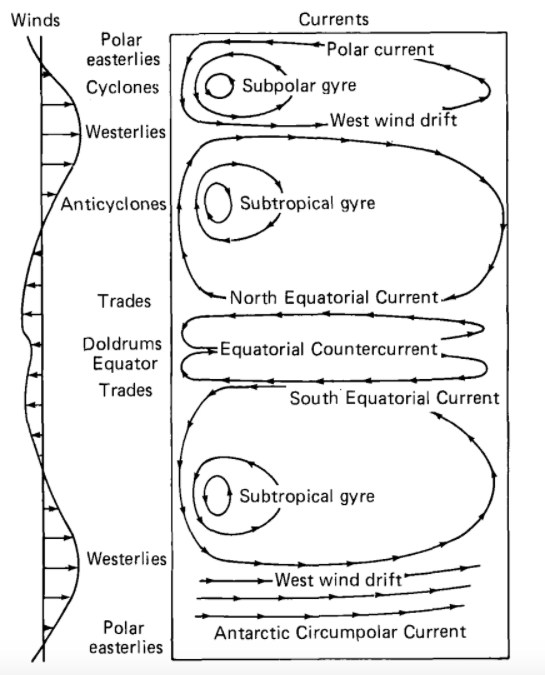 Winds
Currents
Polar
easterlies
Polar current
Cyclones
Subpolar gyre
Westerlies
West wind drift
Anticyclones
Subtropical gyre
Trades
North Equatorial Current
Doldrums
Equatorial Countercurrent
Equator
Trades
South Equatorial Current
Subtropical gyre
Westerlies
West wind drift
Polar
easterlies
Antarctic Circumpolar Current